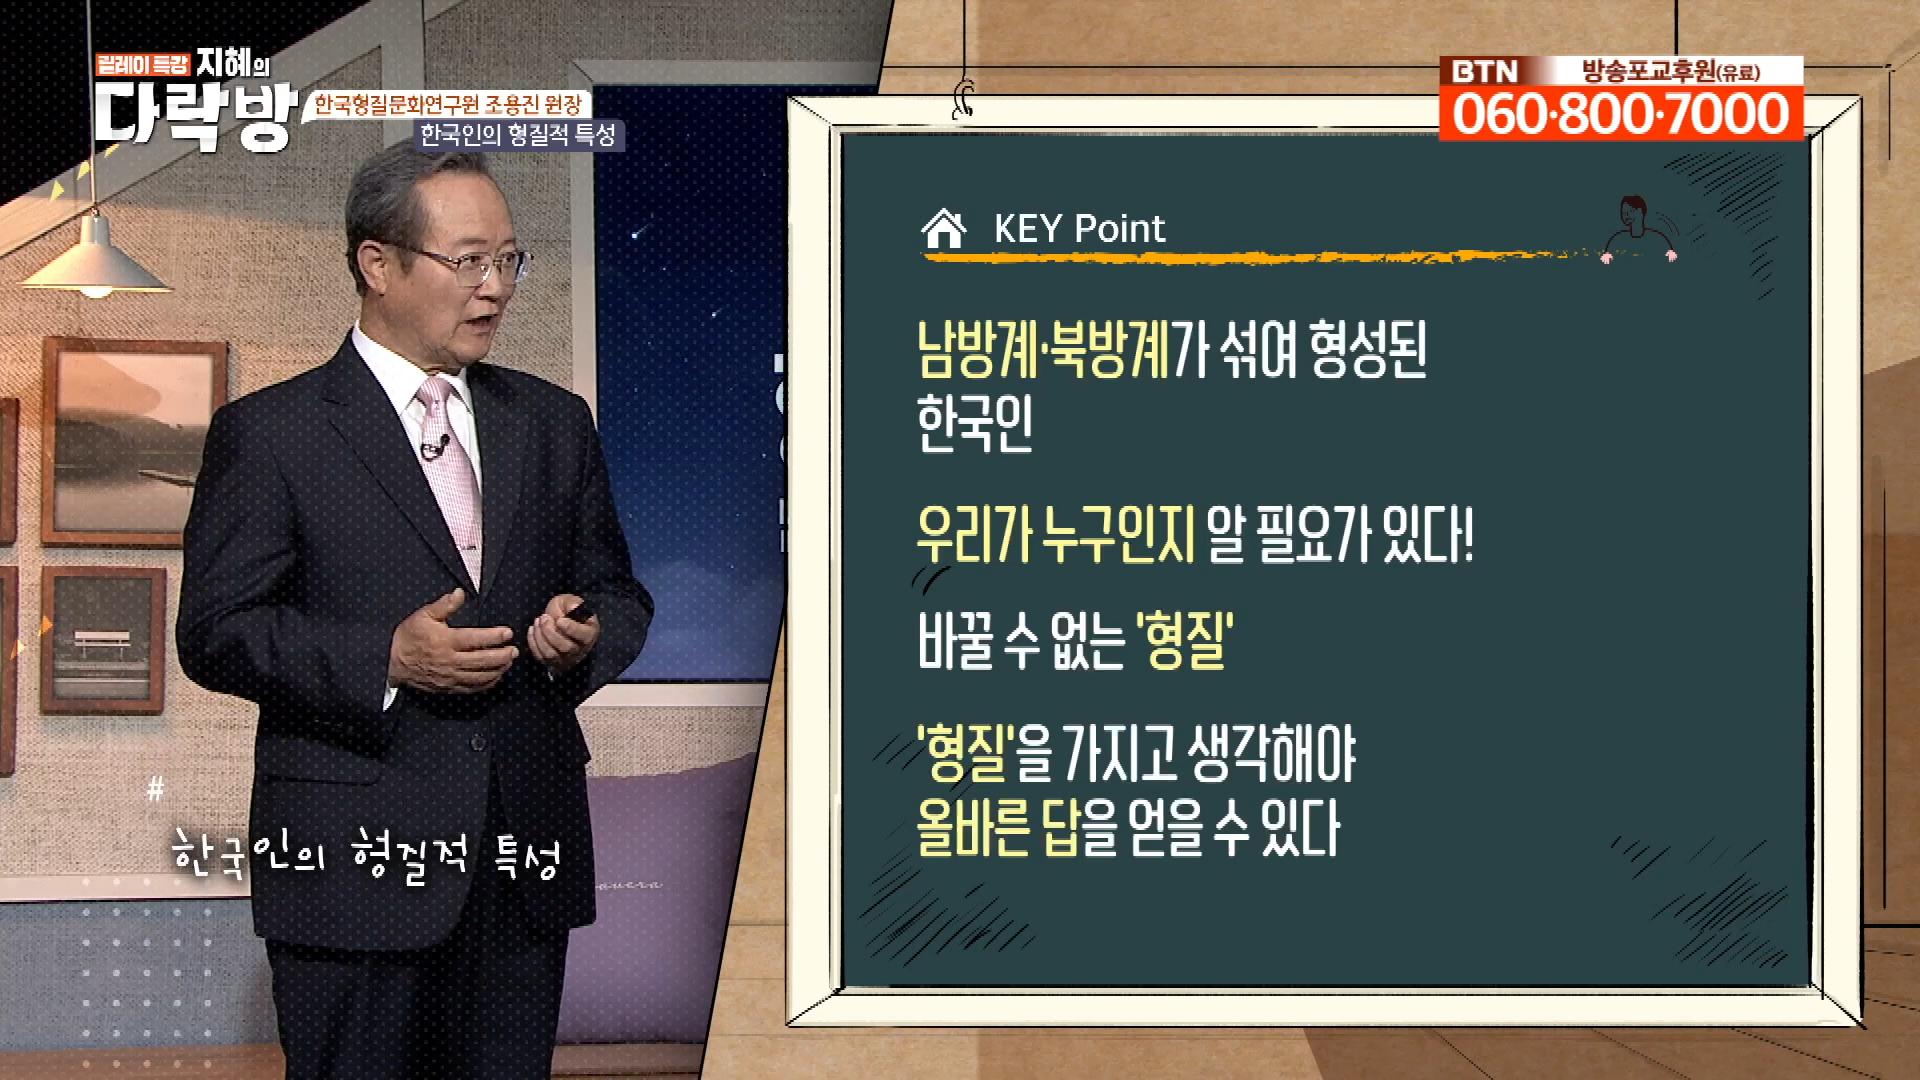 릴레이 특강 지혜의
다락방
한국형질문화연구원 조용진 원장
한국인의 형질적 특성
BTN 방송포교후원(유료)
060·800·7000
KEY Point
남방계·북방계가 섞여 형성된
한국인
우리가 누구인지 알 필요가 있다!
바꿀 수 없는 '형질'
'형질'을 가지고 생각해야
올바른 답을 얻을 수 있다
#
한국인의 형질적 특성